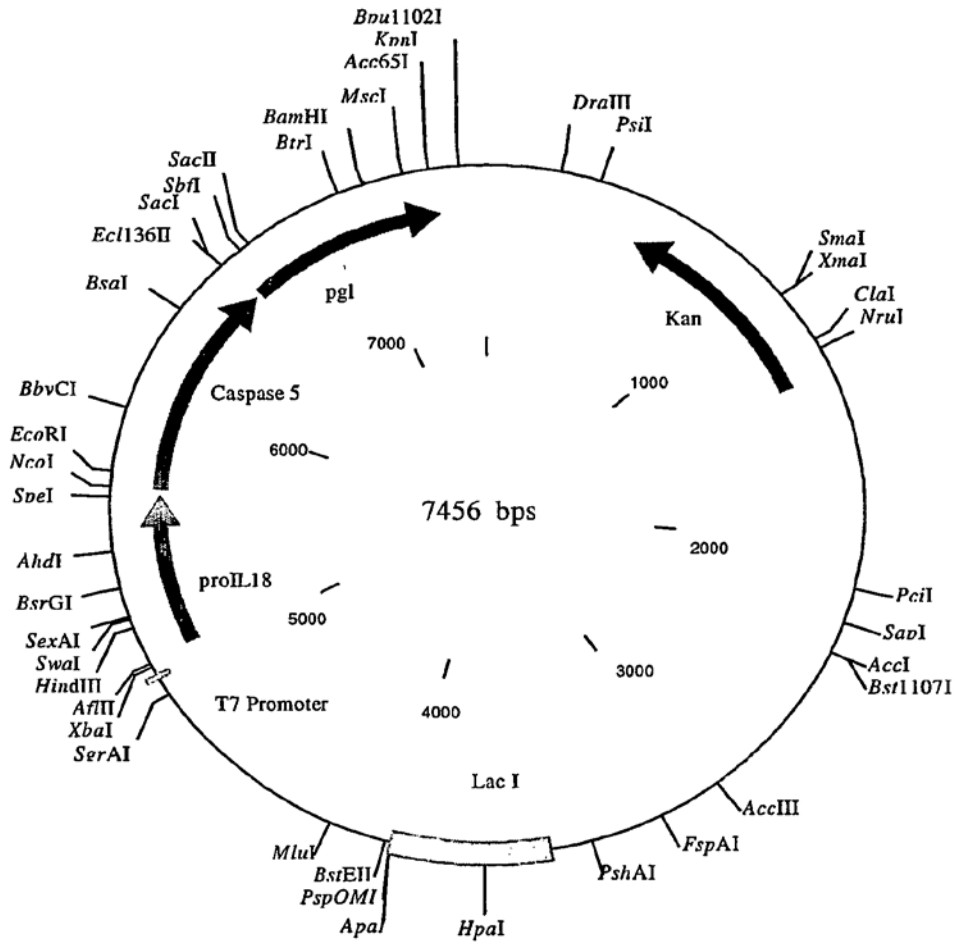 Bpu1102I
KpnI
Acc65I
MscI
BamHI
BtrI
SacII
SbfI
SacI
Ecl136II
BsaI
BbvCI
EcoRI
NcoI
SpeI
AhdI
BsrGI
SexAI
SwaI
HindIII
AflII
XbaI
SgrAI
MluI
BstEII
PspOMI
ApaI
HpaI
PshAI
FspAI
AccIII
Bst1107I
AccI
SapI
PciI
NruI
ClaI
XmaI
SmaI
PsiI
DraIII
pgI
Kan
Caspase 5
proIL18
T7 Promoter
Lac I
7456 bps
1000
2000
3000
4000
5000
6000
7000